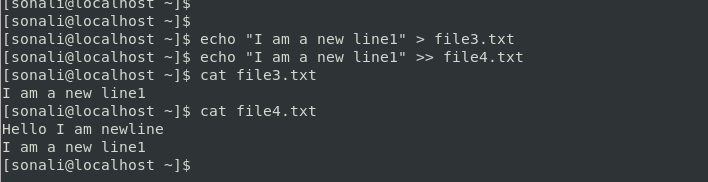 [sonali@localhost ~]$
[sonali@localhost ~]$
[sonali@localhost ~]$ echo "I am a new line1" > file3.txt
[sonali@localhost ~]$ echo "I am a new line1" >> file4.txt
[sonali@localhost ~]$ cat file3.txt
I am a new line1
[sonali@localhost ~]$ cat file4.txt
Hello I am newline
I am a new line1
[sonali@localhost ~]$